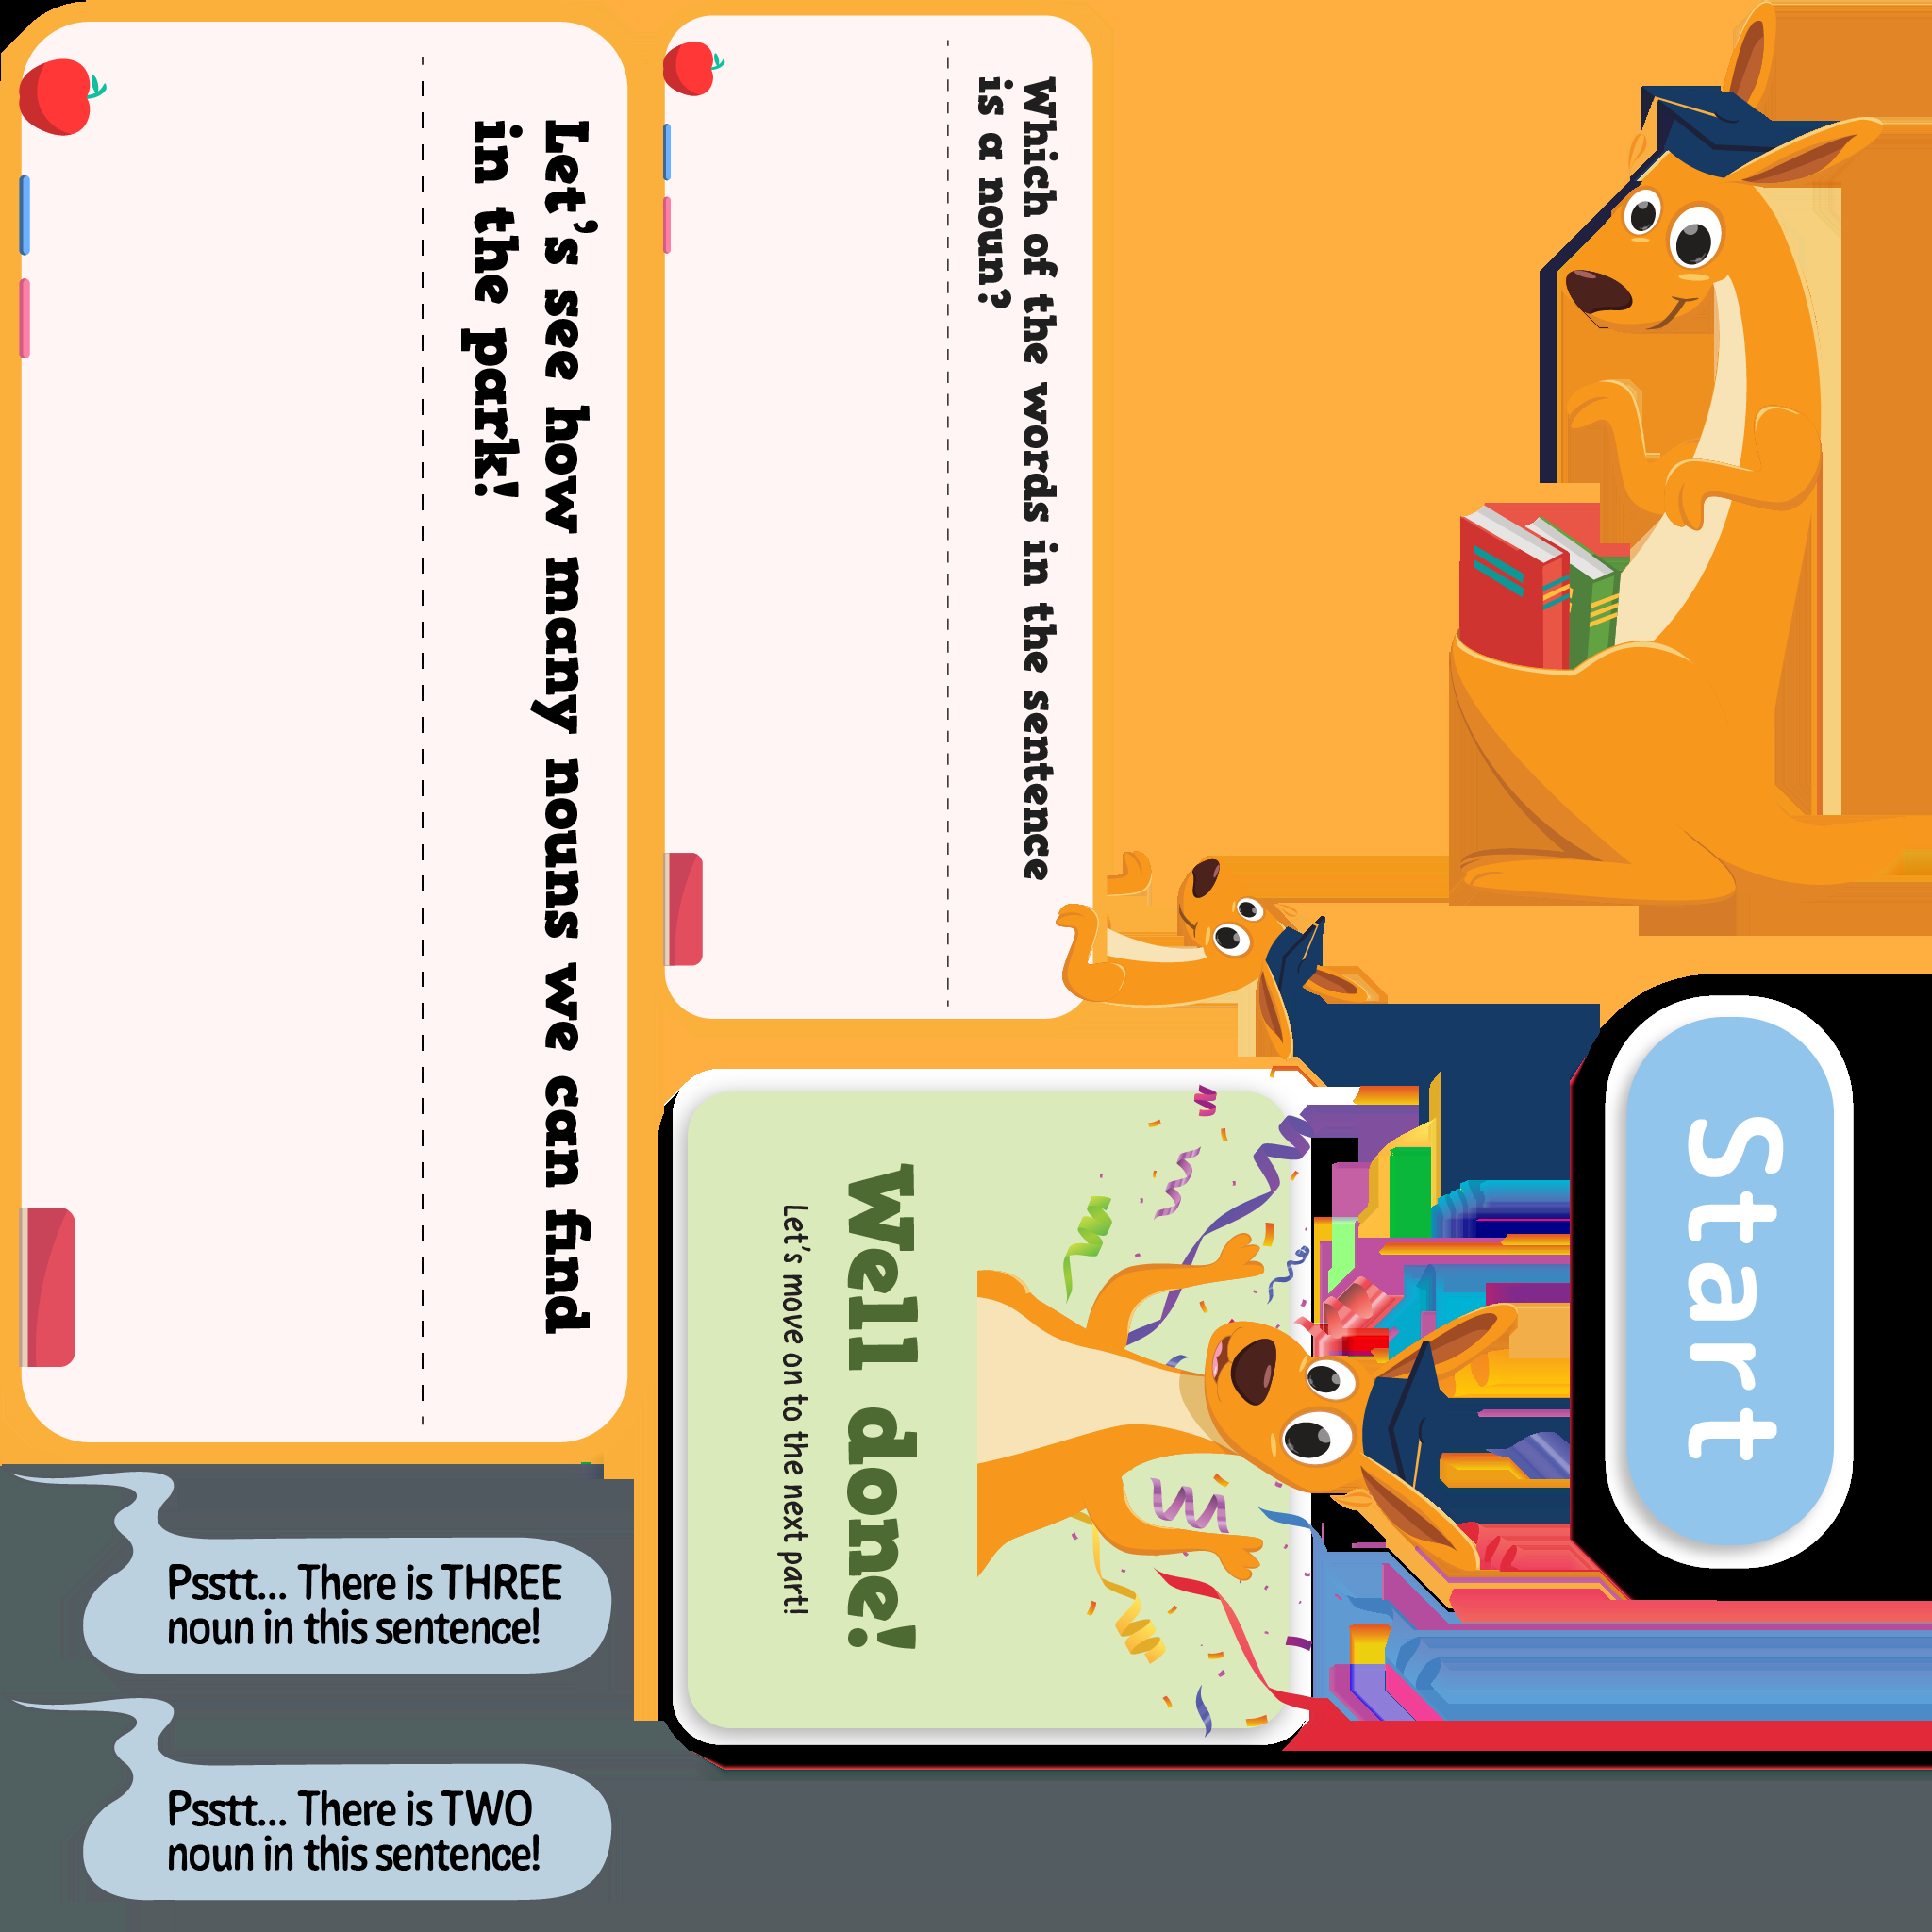 Let's see how many nouns we can find
in the park!
Which of the words in the sentence
is a noun?
Start
Well done!
Let's move on to the next part!
Psstt... There is THREE
noun in this sentence!
Psstt... There is TWO
noun in this sentence!